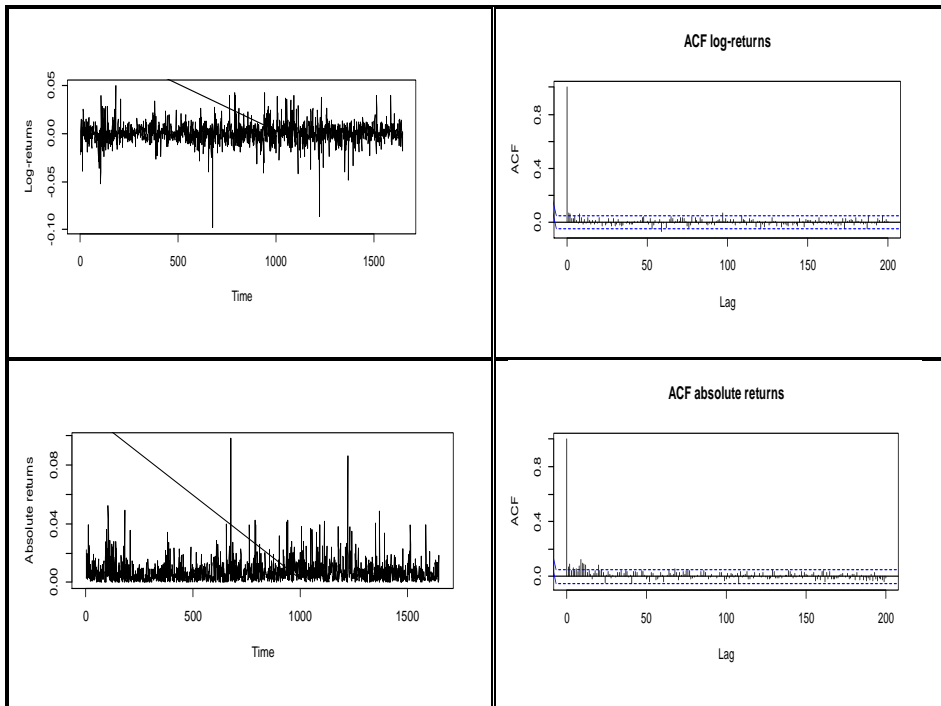 Log-returns
0.05
0.00
-0.05
-0.10
0 500 1000 1500
Time
ACF log-returns
ACF
0.8
0.4
0.0
0 50 100 150 200
Lag
Absolute returns
0.08
0.04
0.00
0 500 1000 1500
Time
ACF absolute returns
ACF
0.8
0.4
0.0
0 50 100 150 200
Lag